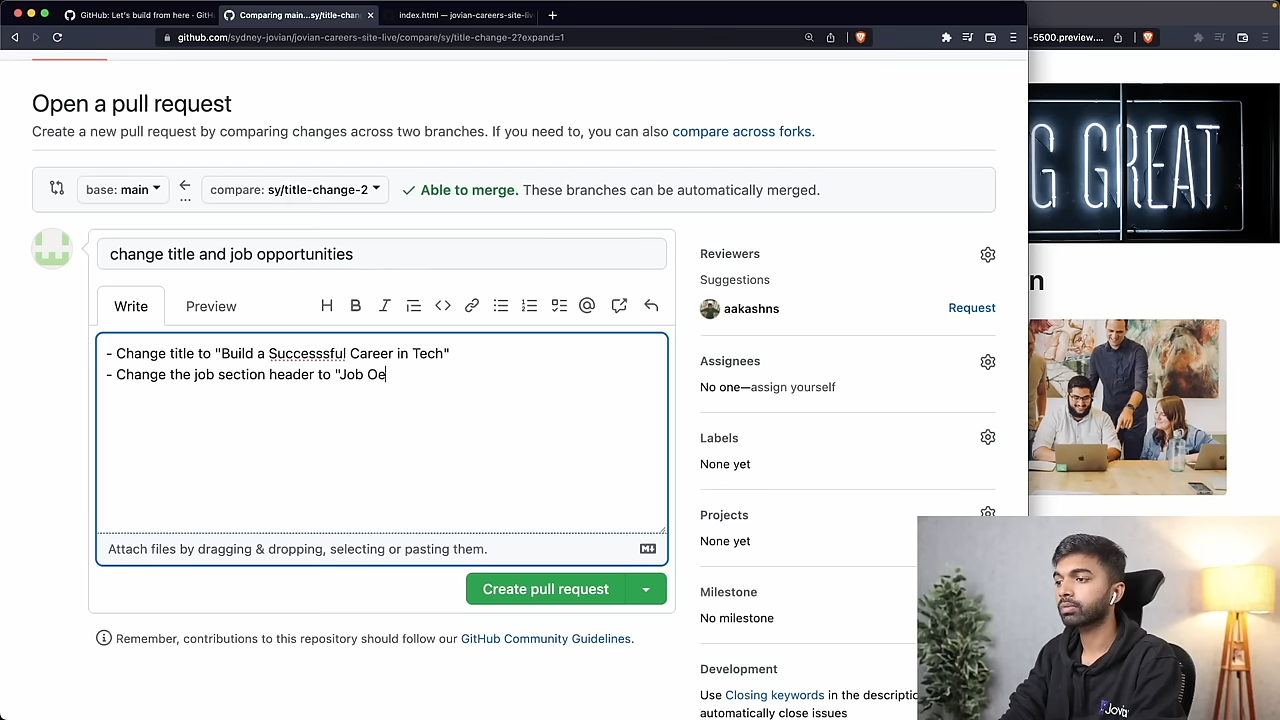 GitHub: Let's build from here · GitH
Comparing main...sy/title-chan
index.html — jovian-careers-site-liv
github.com/sydney-jovian/jovian-careers-site-live/compare/sy/title-change-2?expand=1
-5500.preview....
Open a pull request
Create a new pull request by comparing changes across two branches. If you need to, you can also compare across forks.
base: main
compare: sy/title-change-2
Able to merge. These branches can be automatically merged.
change title and job opportunities
Write
Preview
- Change title to "Build a Successsful Career in Tech"
- Change the job section header to "Job Oe
Attach files by dragging & dropping, selecting or pasting them.
Create pull request
Remember, contributions to this repository should follow our GitHub Community Guidelines.
Reviewers
Suggestions
aakashns
Request
Assignees
No one—assign yourself
Labels
None yet
Projects
None yet
Milestone
No milestone
Development
Use Closing keywords in the descriptio
automatically close issues
G GREAT
n
Jovian